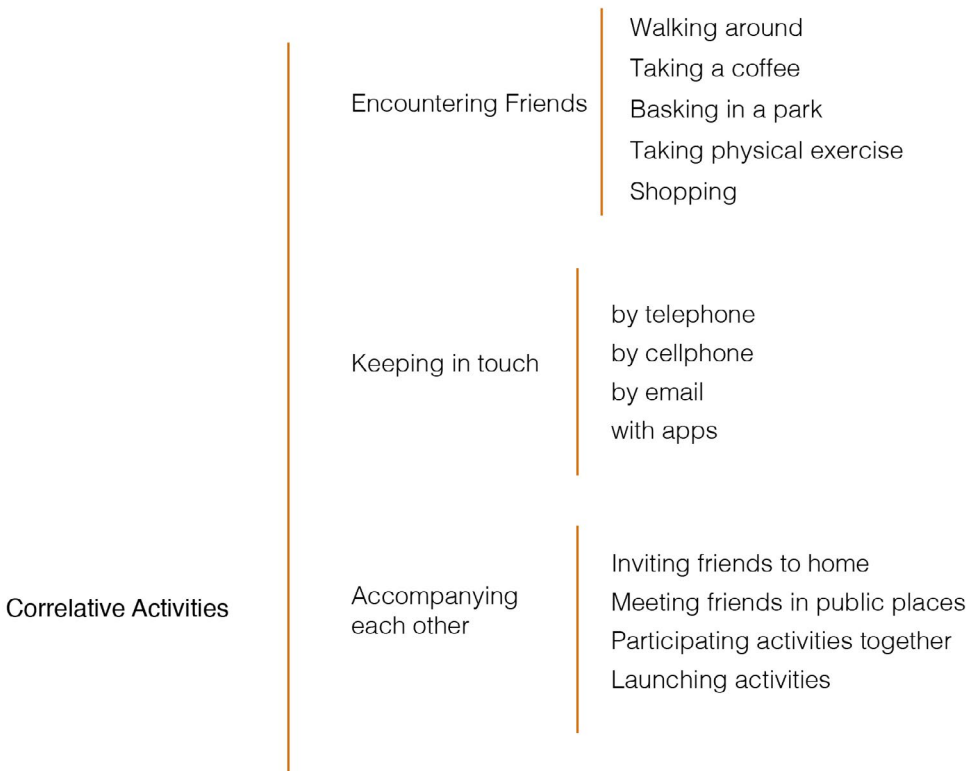 Correlative Activities
Encountering Friends
Walking around
Taking a coffee
Basking in a park
Taking physical exercise
Shopping
Keeping in touch
by telephone
by cellphone
by email
with apps
Accompanying
each other
Inviting friends to home
Meeting friends in public places
Participating activities together
Launching activities